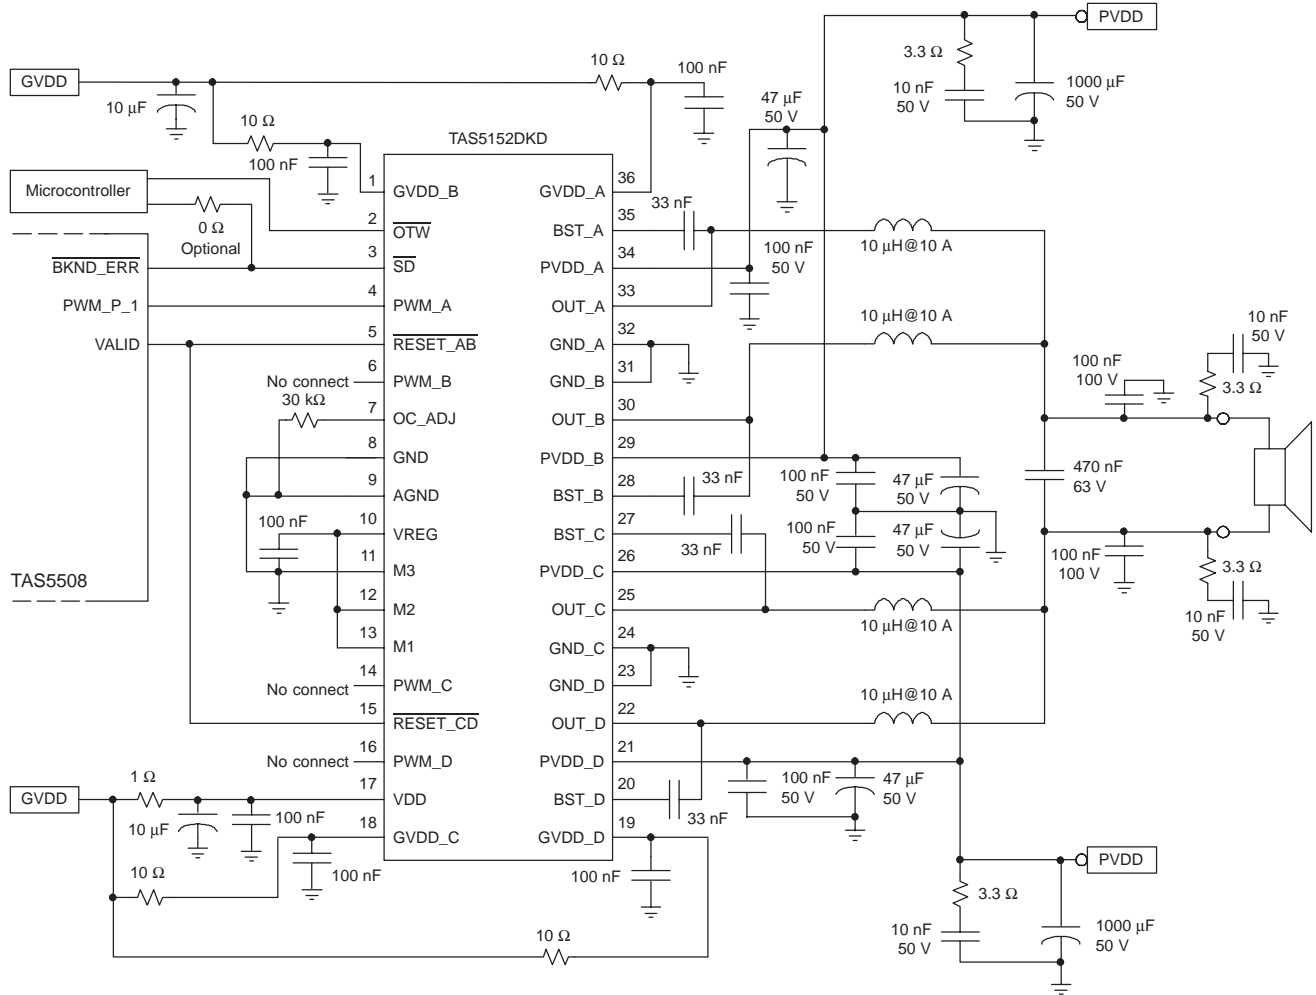 PVDD
3.3 Ω
10 nF
50 V
1000 μF
50 V
GVDD
10 μF
10 Ω
100 nF
10 Ω
100 nF
47 μF
50 V
TAS5152DKD
Microcontroller
0 Ω
Optional
BKND_ERR
PWM_P_1
VALID
TAS5508
1 GVDD_B
2 OTW
3 SD
4 PWM_A
5 RESET_AB
6 PWM_B
No connect
30 kΩ
7 OC_ADJ
8 GND
9 AGND
100 nF
10 VREG
11 M3
12 M2
13 M1
14 PWM_C
No connect
15 RESET_CD
16 PWM_D
No connect
17 VDD
18 GVDD_C
GVDD_A 36
BST_A 35
PVDD_A 34
OUT_A 33
GND_A 32
GND_B 31
OUT_B 30
PVDD_B 29
BST_B 28
BST_C 27
PVDD_C 26
OUT_C 25
GND_C 24
GND_D 23
OUT_D 22
PVDD_D 21
BST_D 20
GVDD_D 19
33 nF
100 nF
50 V
10 μH@10 A
10 μH@10 A
33 nF
33 nF
100 nF
50 V
47 μF
50 V
100 nF
50 V
47 μF
50 V
10 μH@10 A
10 μH@10 A
100 nF
100 V
10 nF
50 V
3.3 Ω
470 nF
63 V
100 nF
100 V
3.3 Ω
10 nF
50 V
100 nF
50 V
47 μF
50 V
33 nF
GVDD
1 Ω
10 μF
100 nF
100 nF
10 Ω
100 nF
10 Ω
PVDD
3.3 Ω
10 nF
50 V
1000 μF
50 V